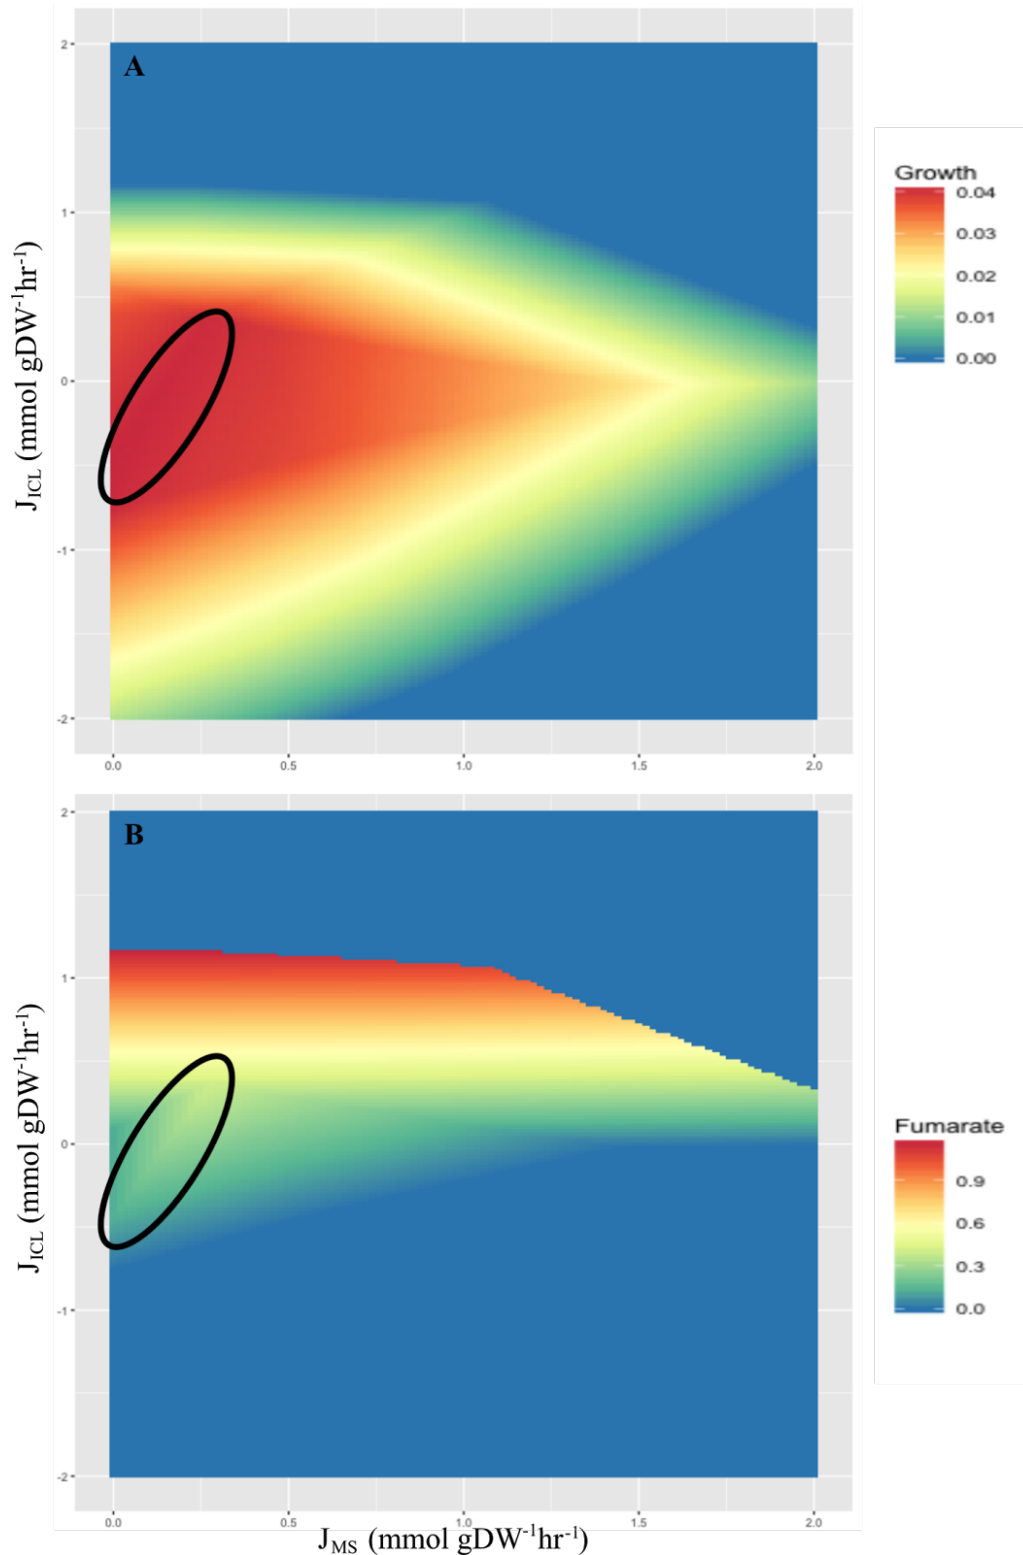 A
2
1
0
-1
-2
J_ICL (mmol gDW⁻¹hr⁻¹)
0.0 0.5 1.0 1.5 2.0
Growth
0.04
0.03
0.02
0.01
0.00
B
2
1
0
-1
-2
J_ICL (mmol gDW⁻¹hr⁻¹)
0.0 0.5 1.0 1.5 2.0
J_MS (mmol gDW⁻¹hr⁻¹)
Fumarate
0.9
0.6
0.3
0.0